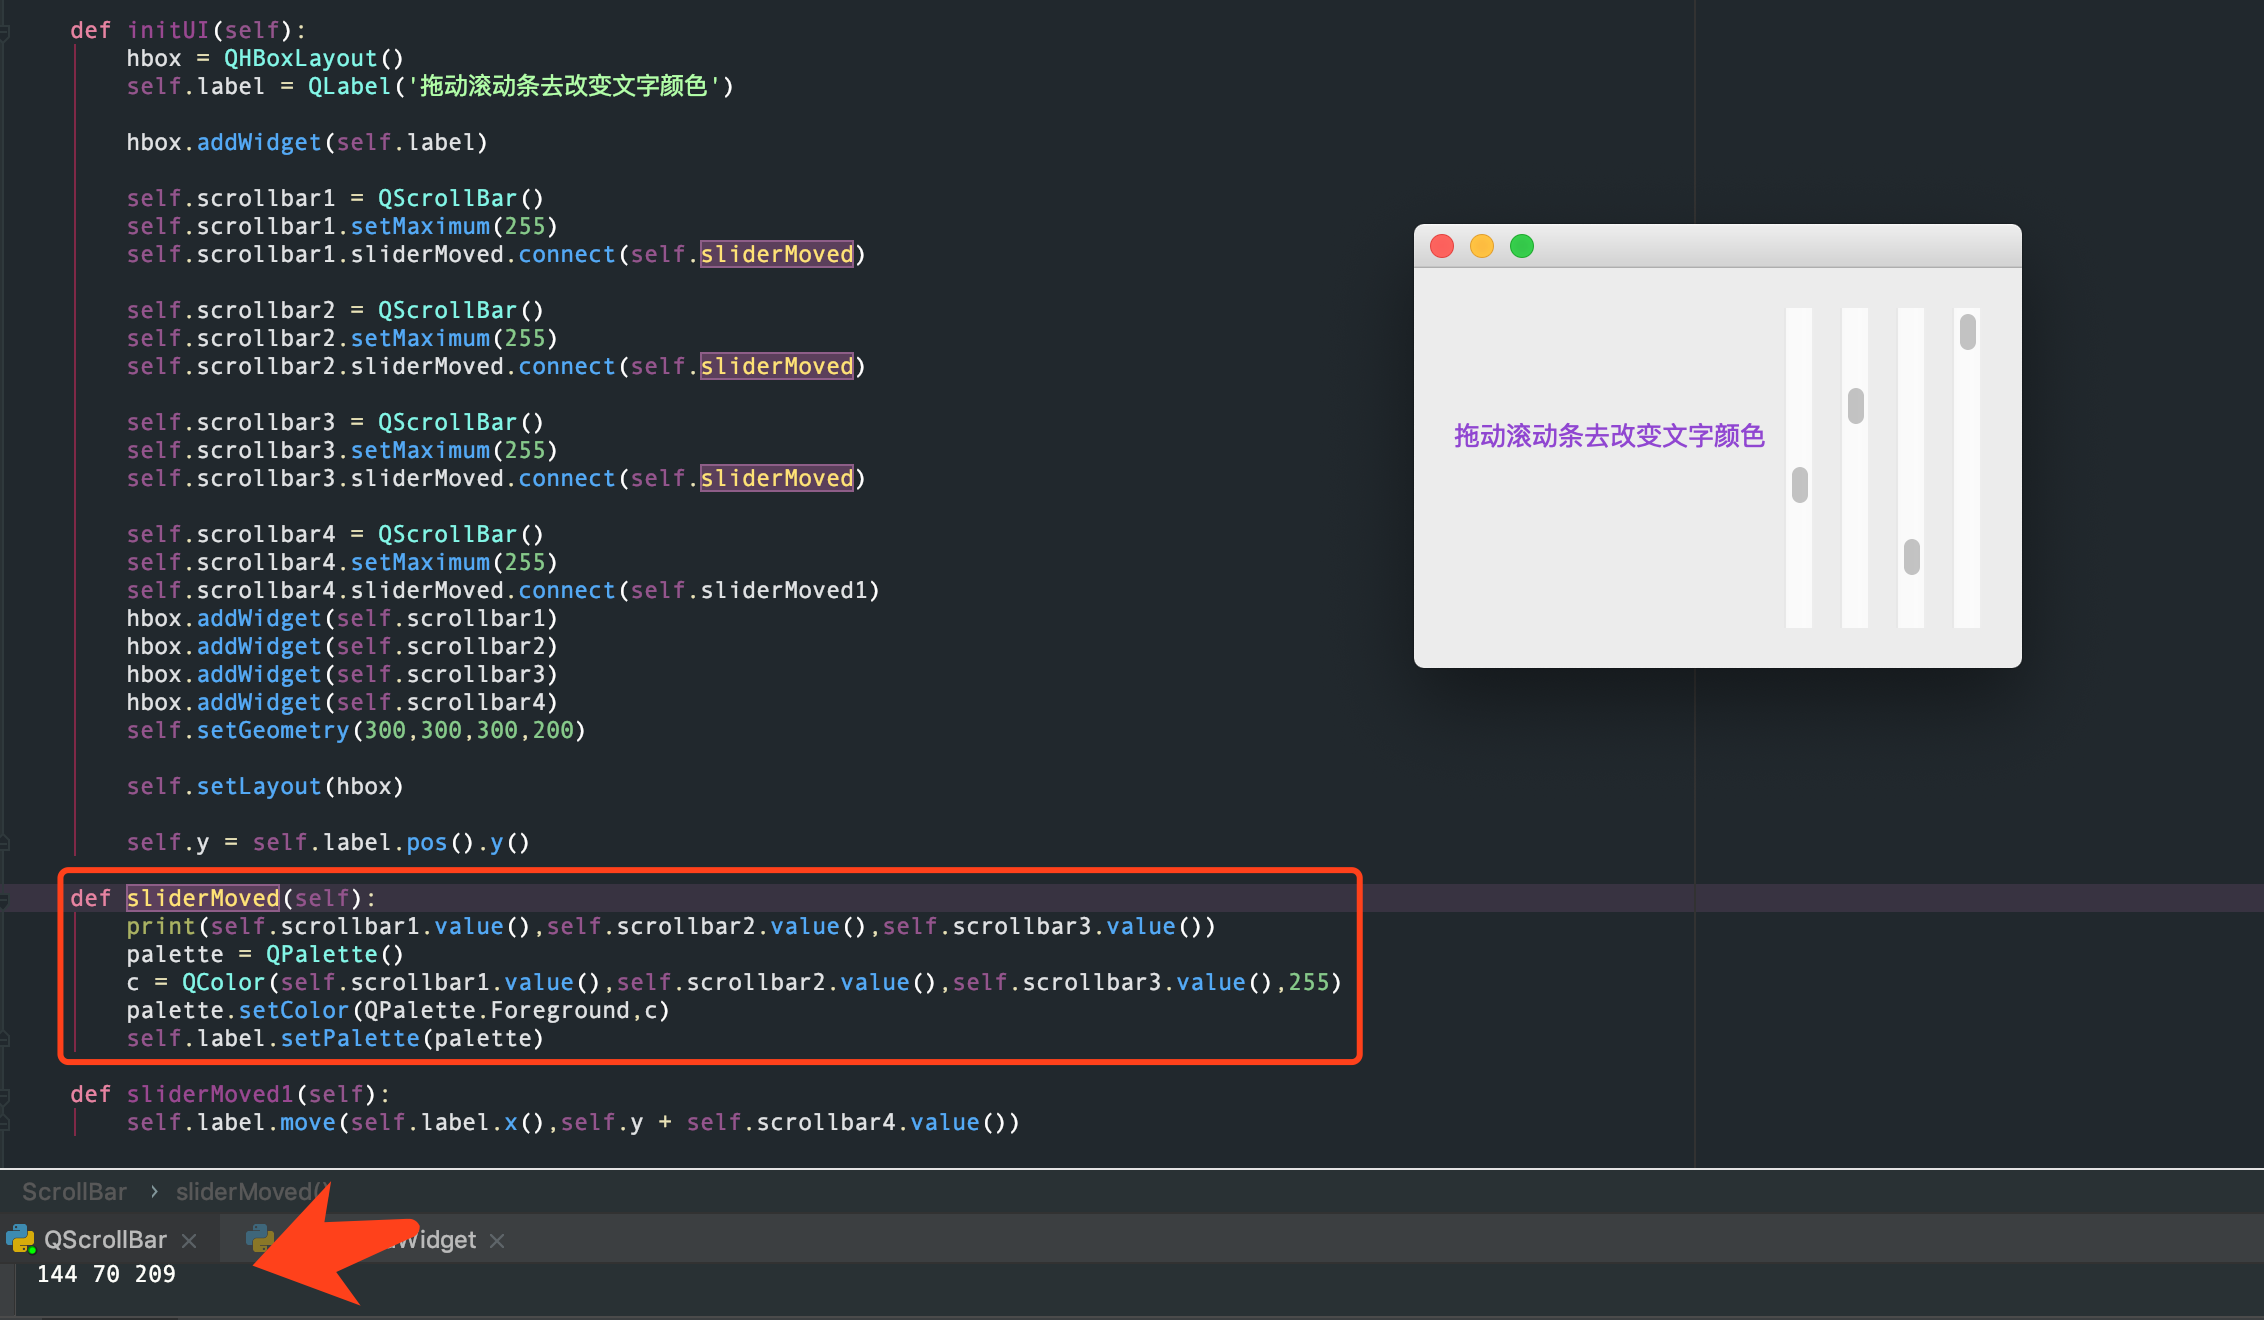 def initUI(self):
hbox = QHBoxLayout()
self.label = QLabel('拖动滚动条去改变文字颜色')
hbox.addWidget(self.label)
self.scrollbar1 = QScrollBar()
self.scrollbar1.setMaximum(255)
self.scrollbar1.sliderMoved.connect(self.sliderMoved)
self.scrollbar2 = QScrollBar()
self.scrollbar2.setMaximum(255)
self.scrollbar2.sliderMoved.connect(self.sliderMoved)
self.scrollbar3 = QScrollBar()
self.scrollbar3.setMaximum(255)
self.scrollbar3.sliderMoved.connect(self.sliderMoved)
self.scrollbar4 = QScrollBar()
self.scrollbar4.setMaximum(255)
self.scrollbar4.sliderMoved.connect(self.sliderMoved1)
hbox.addWidget(self.scrollbar1)
hbox.addWidget(self.scrollbar2)
hbox.addWidget(self.scrollbar3)
hbox.addWidget(self.scrollbar4)
self.setGeometry(300,300,300,200)
self.setLayout(hbox)
self.y = self.label.pos().y()
def sliderMoved(self):
print(self.scrollbar1.value(),self.scrollbar2.value(),self.scrollbar3.value())
palette = QPalette()
c = QColor(self.scrollbar1.value(),self.scrollbar2.value(),self.scrollbar3.value(),255)
palette.setColor(QPalette.Foreground,c)
self.label.setPalette(palette)
def sliderMoved1(self):
self.label.move(self.label.x(),self.y + self.scrollbar4.value())
拖动滚动条去改变文字颜色
ScrollBar › sliderMoved()
QScrollBar × Widget ×
144 70 209